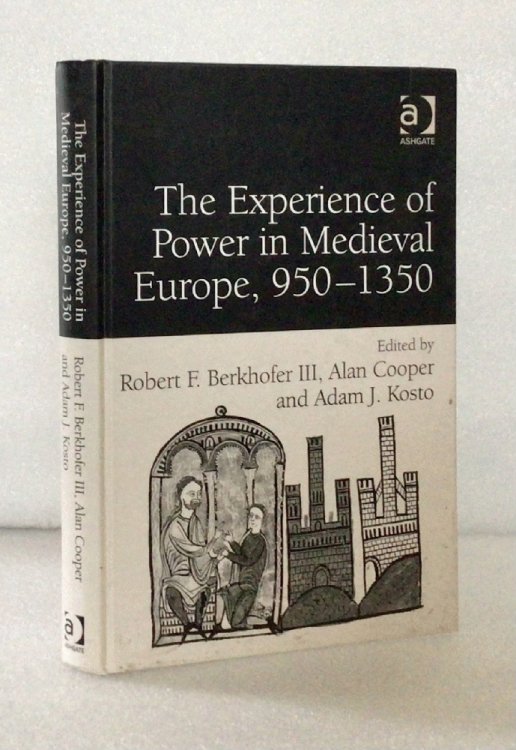 a
ASHGATE
The Experience of
Power in Medieval
Europe, 950–1350
Edited by
Robert F. Berkhofer III, Alan Cooper
and Adam J. Kosto
The Experience of Power in
Medieval Europe, 950–1350
Robert F. Berkhofer III, Alan Cooper
and Adam J. Kosto
a
ASHGATE